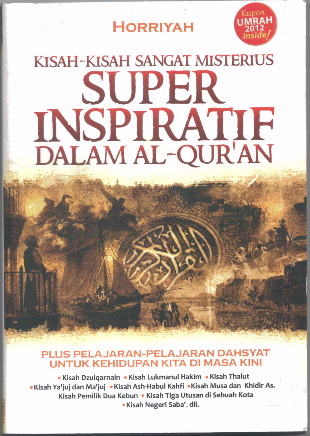 HORRIYAH
Kupon
UMRAH
2012
Inside!
KISAH-KISAH SANGAT MISTERIUS
SUPER
INSPIRATIF
DALAM AL-QUR'AN
PLUS PELAJARAN-PELAJARAN DAHSYAT
UNTUK KEHIDUPAN KITA DI MASA KINI
• Kisah Dzulqarnain • Kisah Lukmanul Hakim • Kisah Thalut
• Kisah Ya'juj dan Ma'juj • Kisah Ash-Habul Kahfi • Kisah Musa dan Khidir As.
Kisah Pemilik Dua Kebun • Kisah Tiga Utusan di Sebuah Kota
• Kisah Negeri Saba', dll.